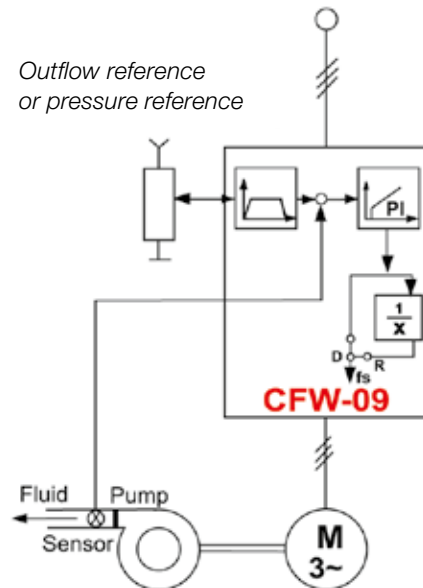 Outflow reference
or pressure reference
PI
1
x
D
R
fs
CFW-09
Fluid
Pump
Sensor
M
3~